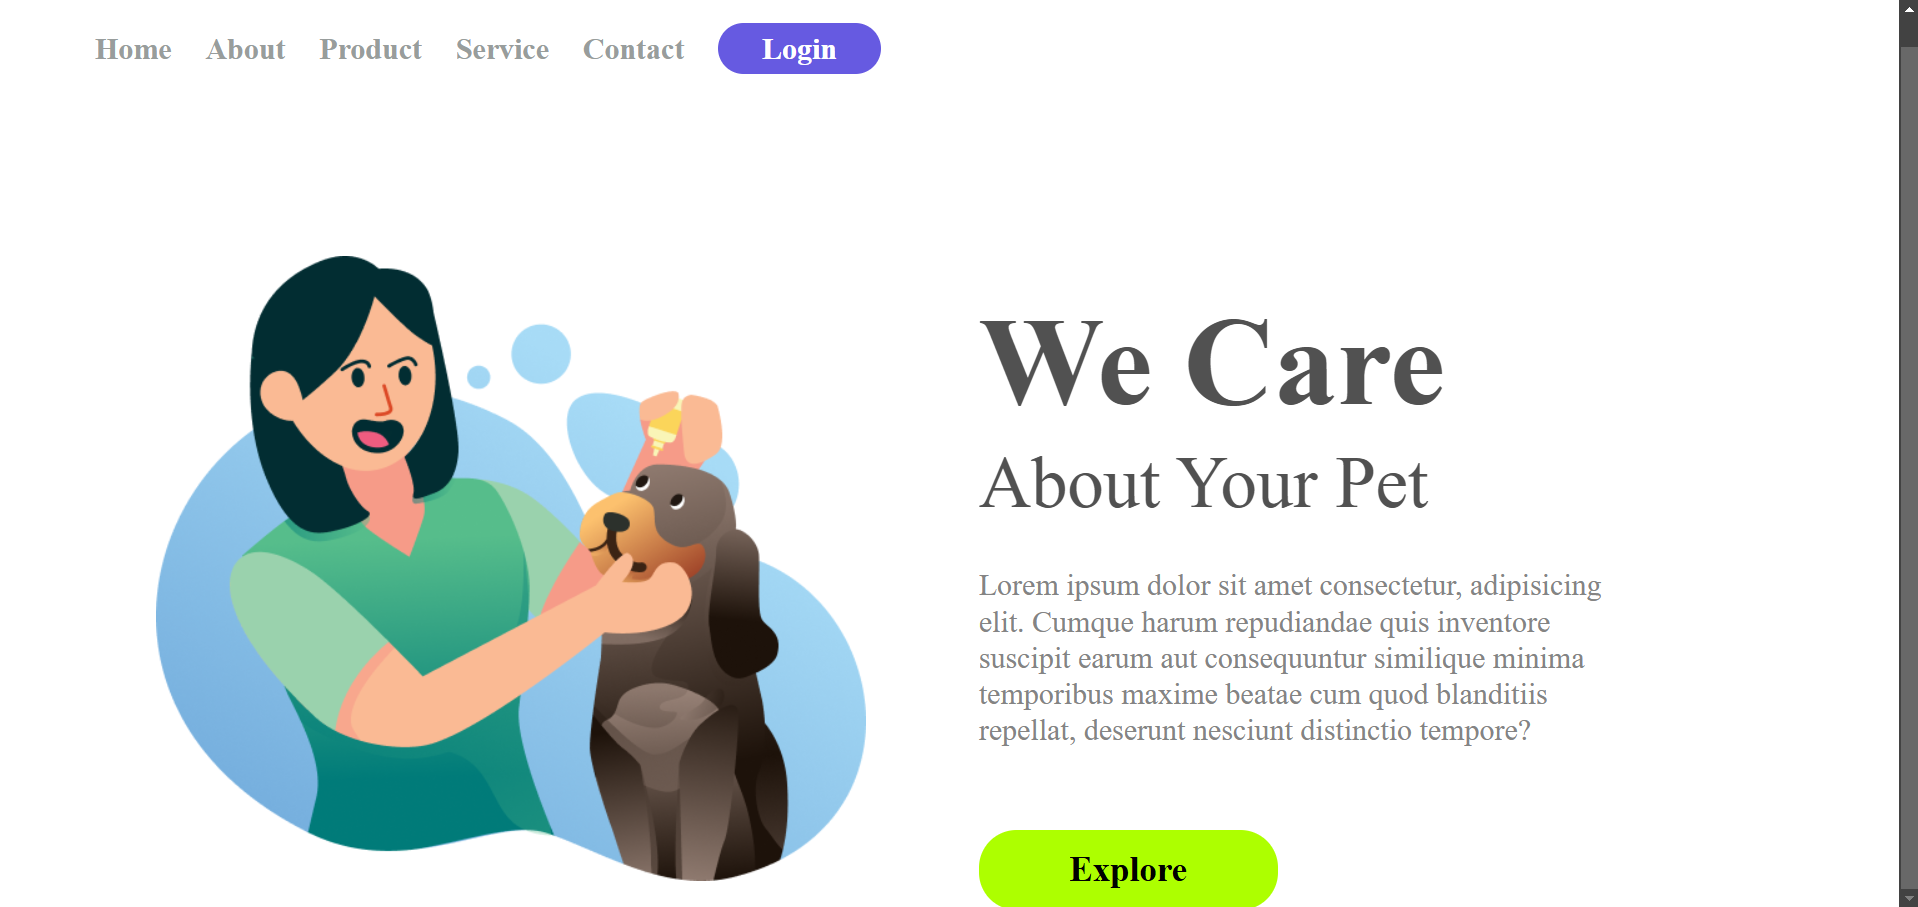 Home About Product Service Contact Login
We Care
About Your Pet
Lorem ipsum dolor sit amet consectetur, adipisicing
elit. Cumque harum repudiandae quis inventore
suscipit earum aut consequuntur similique minima
temporibus maxime beatae cum quod blanditiis
repellat, deserunt nesciunt distinctio tempore?
Explore